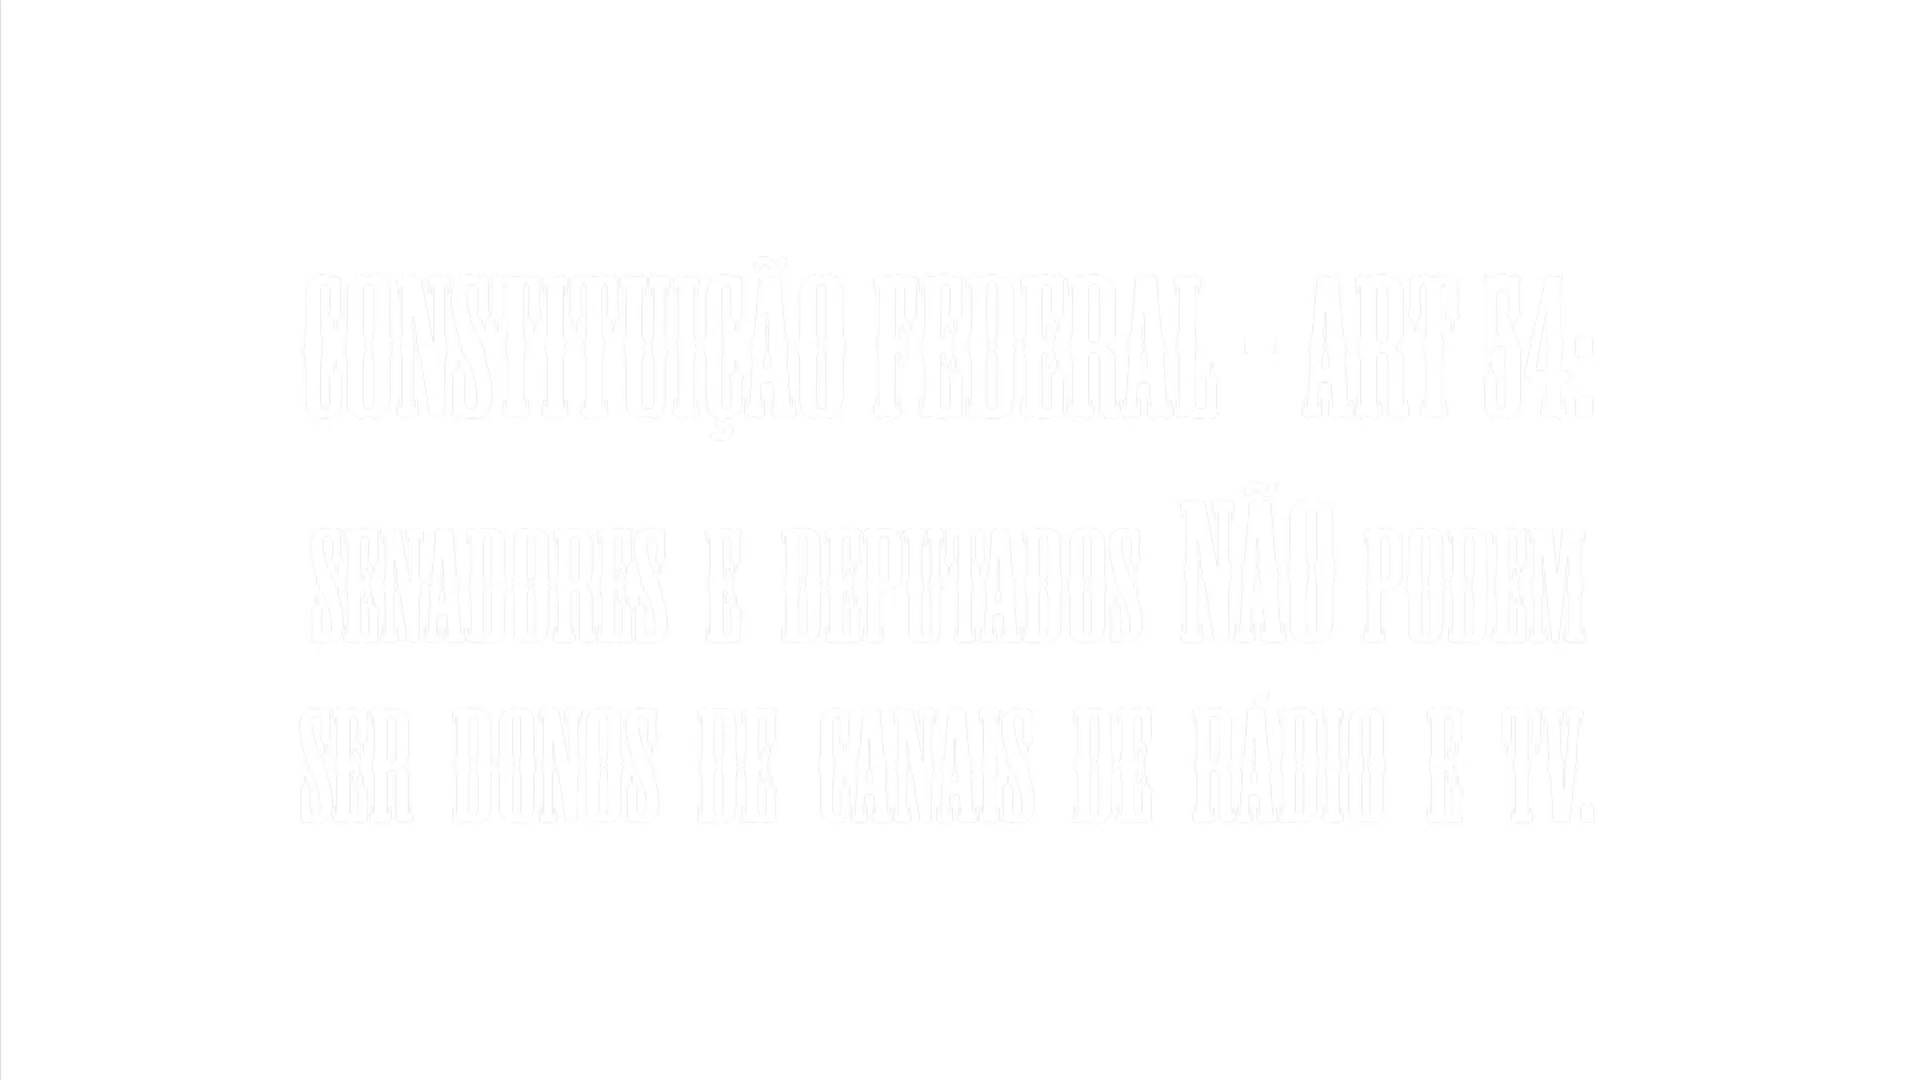 CONSTITUIÇÃO FEDERAL - ART 54:
SENADORES E DEPUTADOS NÃO PODEM
SER DONOS DE CANAIS DE RÁDIO E TV.